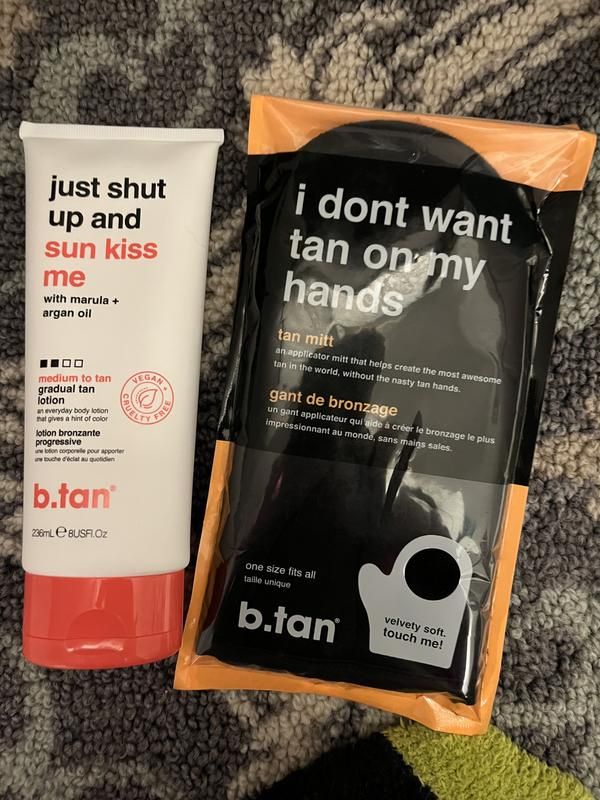 just shut
up and
sun kiss
me
with marula +
argan oil
medium to tan
gradual tan
lotion
an everyday body lotion
that gives a hint of color
lotion bronzante
progressive
une lotion corporelle pour apporter
une touche d'éclat au quotidien
VEGAN +
CRUELTY FREE
b.tan®
236mL ℮ 8USFl.Oz
i dont want
tan on my
hands
tan mitt
an applicator mitt that helps create the most awesome
tan in the world, without the nasty tan hands.
gant de bronzage
un gant applicateur qui aide à créer le bronzage le plus
impressionnant au monde, sans mains sales.
one size fits all
taille unique
b.tan®
velvety soft.
touch me!